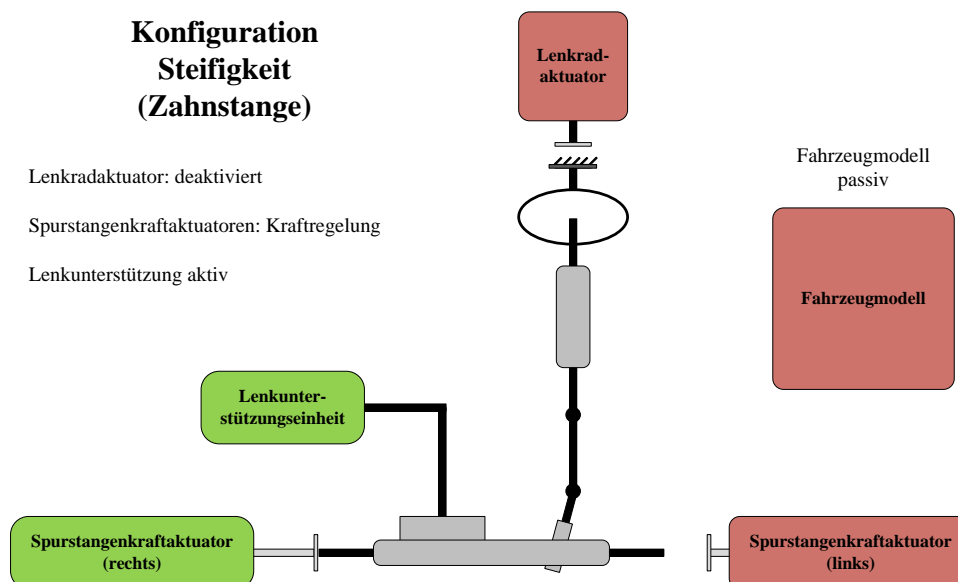 Konfiguration
Steifigkeit
(Zahnstange)
Lenkradaktuator: deaktiviert
Spurstangenkraftaktuatoren: Kraftregelung
Lenkunterstützung aktiv
Lenkrad-
aktuator
Fahrzeugmodell
passiv
Fahrzeugmodell
Lenkunter-
stützungseinheit
Spurstangenkraftaktuator
(rechts)
Spurstangenkraftaktuator
(links)